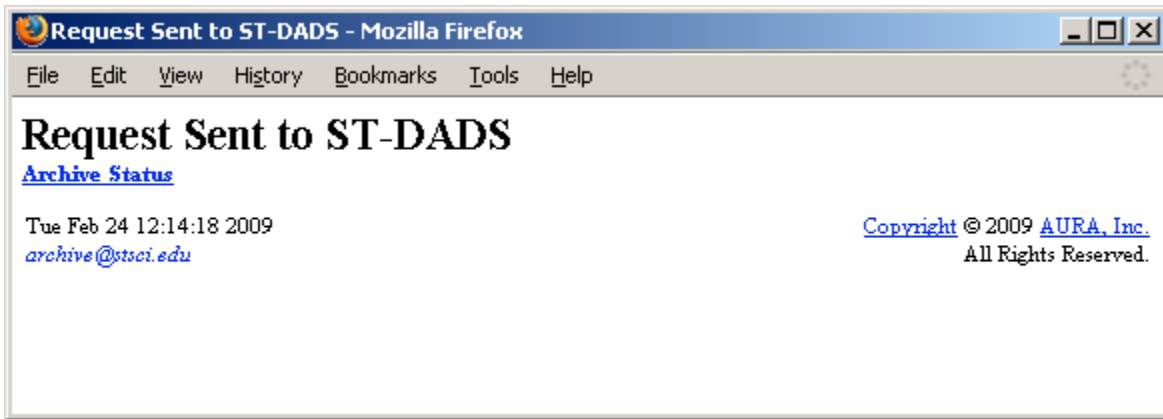 Request Sent to ST-DADS - Mozilla Firefox
File Edit View History Bookmarks Tools Help
Request Sent to ST-DADS
Archive Status
Tue Feb 24 12:14:18 2009
Copyright © 2009 AURA, Inc.
archive@stsci.edu
All Rights Reserved.